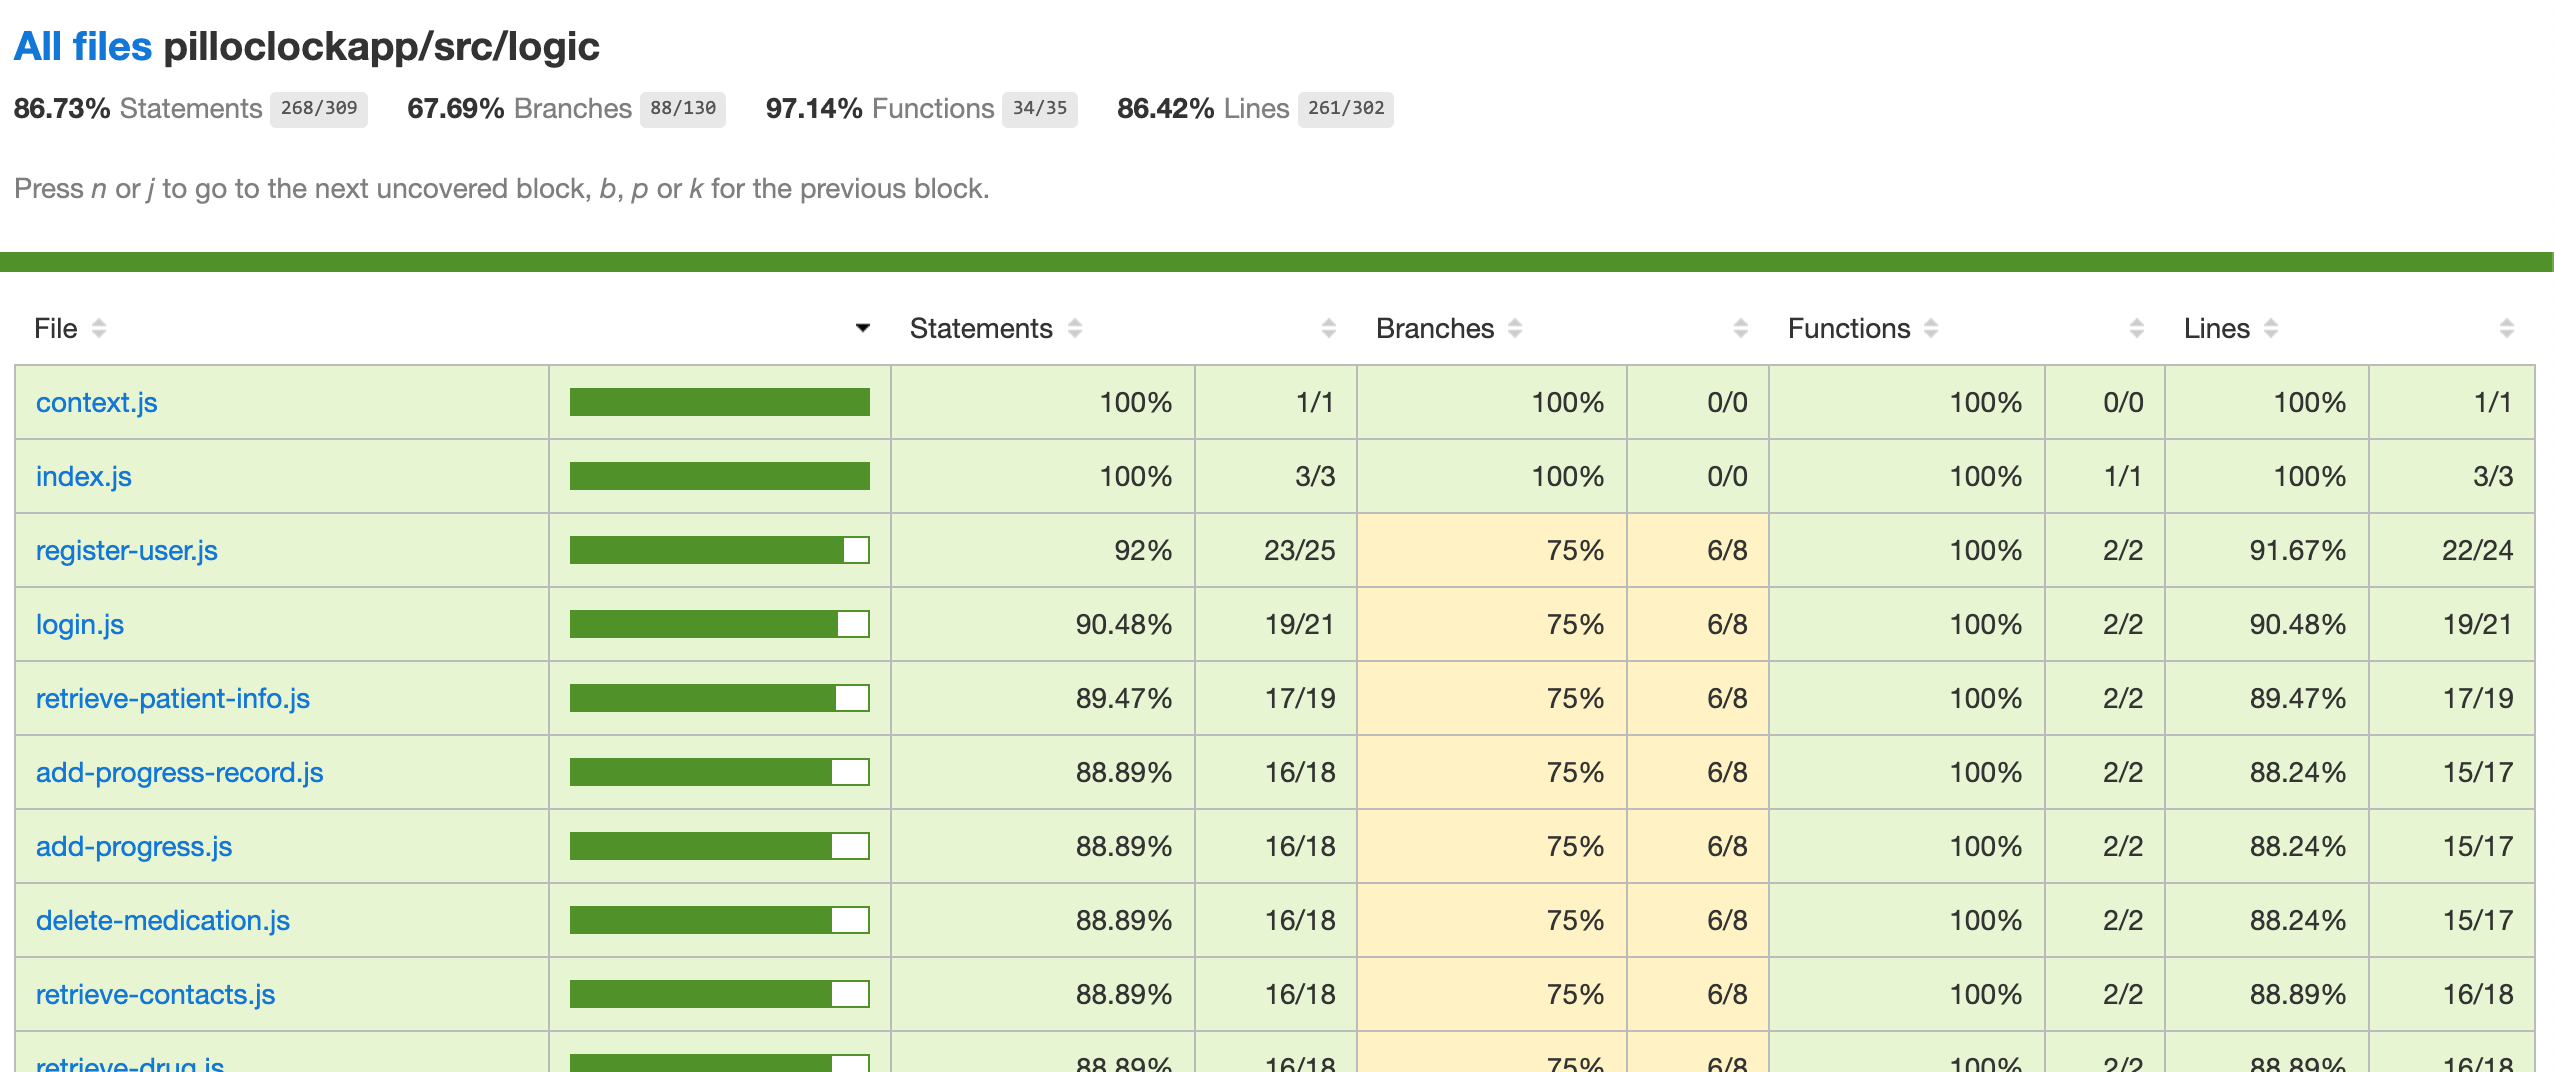 All files pilloclockapp/src/logic
86.73% Statements 268/309 67.69% Branches 88/130 97.14% Functions 34/35 86.42% Lines 261/302
Press n or j to go to the next uncovered block, b, p or k for the previous block.
File Statements Branches Functions Lines
context.js 100% 1/1 100% 0/0 100% 0/0 100% 1/1
index.js 100% 3/3 100% 0/0 100% 1/1 100% 3/3
register-user.js 92% 23/25 75% 6/8 100% 2/2 91.67% 22/24
login.js 90.48% 19/21 75% 6/8 100% 2/2 90.48% 19/21
retrieve-patient-info.js 89.47% 17/19 75% 6/8 100% 2/2 89.47% 17/19
add-progress-record.js 88.89% 16/18 75% 6/8 100% 2/2 88.24% 15/17
add-progress.js 88.89% 16/18 75% 6/8 100% 2/2 88.24% 15/17
delete-medication.js 88.89% 16/18 75% 6/8 100% 2/2 88.24% 15/17
retrieve-contacts.js 88.89% 16/18 75% 6/8 100% 2/2 88.89% 16/18
retrieve-drug.js 88.89% 16/18 75% 6/8 100% 2/2 88.89% 16/18